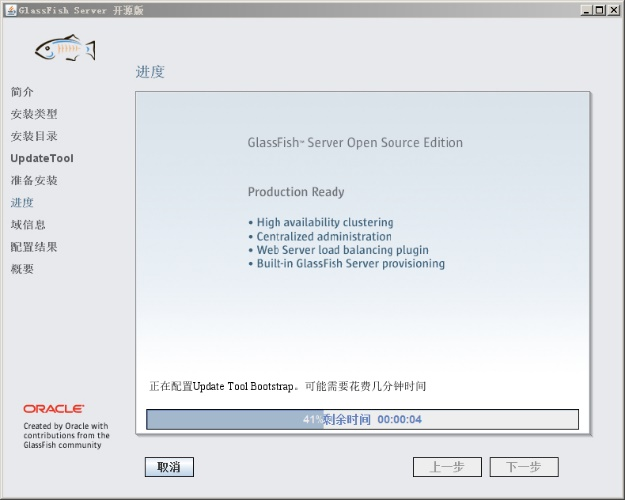 GlassFish Server 开源版
进度
简介
安装类型
安装目录
UpdateTool
准备安装
进度
域信息
配置结果
概要
GlassFish™ Server Open Source Edition
Production Ready
• High availability clustering
• Centralized administration
• Web Server load balancing plugin
• Built-in GlassFish Server provisioning
正在配置Update Tool Bootstrap。可能需要花费几分钟时间
41%剩余时间 00:00:04
ORACLE
Created by Oracle with
contributions from the
GlassFish community
取消
上一步
下一步